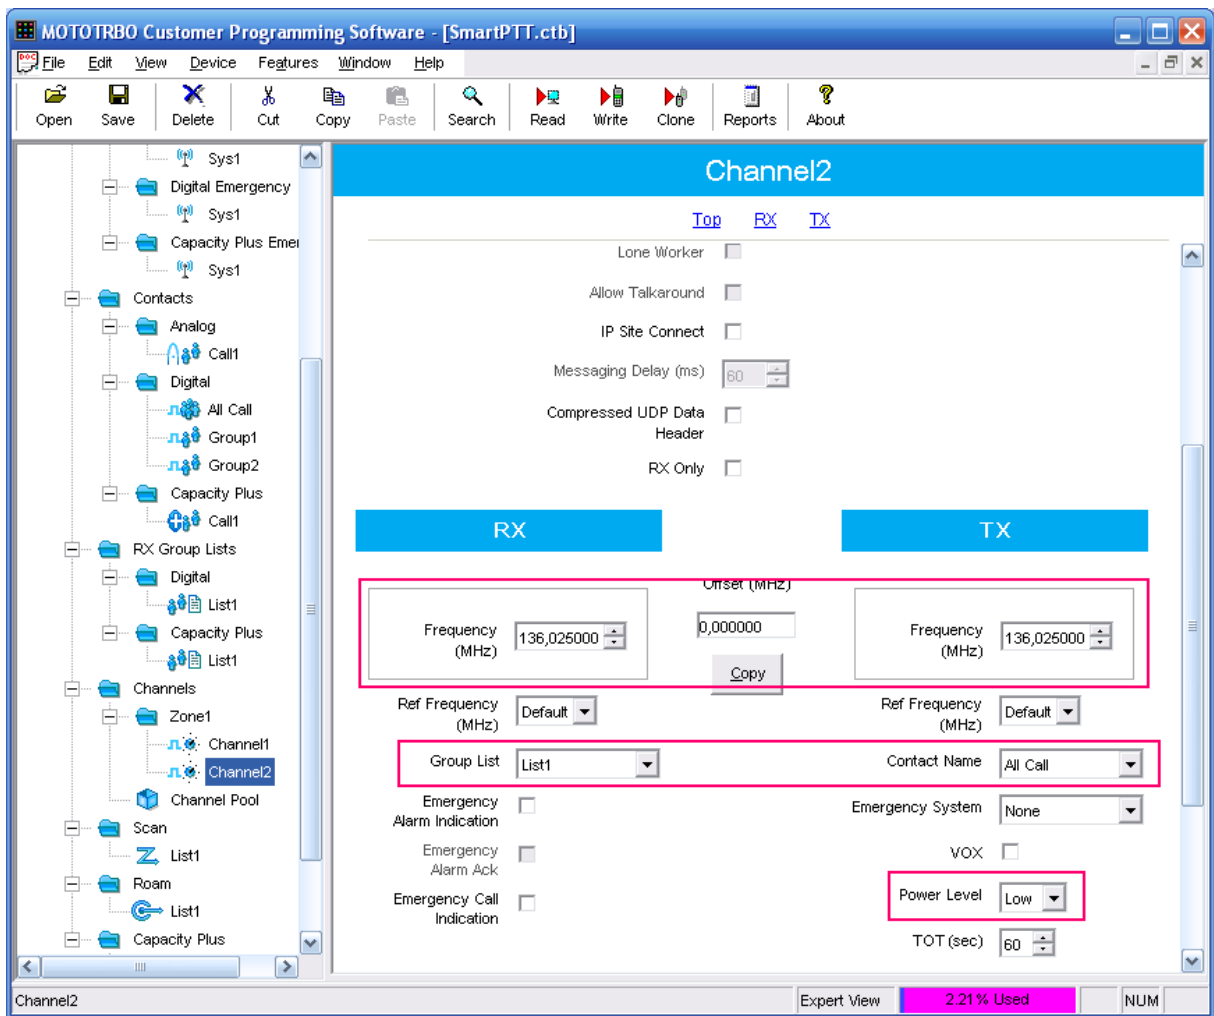 MOTOTRBO Customer Programming Software - [SmartPTT.ctb]
File Edit View Device Features Window Help
Open Save Delete Cut Copy Paste Search Read Write Clone Reports About
Sys1
Digital Emergency
Sys1
Capacity Plus Emer
Sys1
Contacts
Analog
Call1
Digital
All Call
Group1
Group2
Capacity Plus
Call1
RX Group Lists
Digital
List1
Capacity Plus
List1
Channels
Zone1
Channel1
Channel2
Channel Pool
Scan
List1
Roam
List1
Capacity Plus
Channel2
Top RX TX
Lone Worker
Allow Talkaround
IP Site Connect
Messaging Delay (ms) 60
Compressed UDP Data
Header
RX Only
RX TX
Offset (MHz)
Frequency
(MHz) 136,025000
0,000000
Copy
Frequency
(MHz) 136,025000
Ref Frequency
(MHz) Default
Ref Frequency
(MHz) Default
Group List List1
Contact Name All Call
Emergency
Alarm Indication
Emergency System None
Emergency
Alarm Ack
VOX
Emergency Call
Indication
Power Level Low
TOT (sec) 60
Channel2 Expert View 2.21% Used NUM